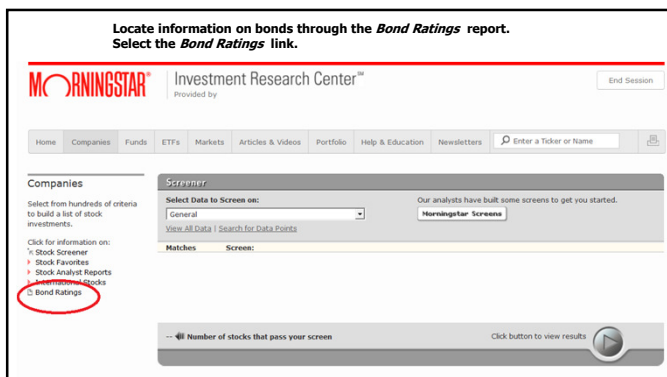 Locate information on bonds through the Bond Ratings report.
Select the Bond Ratings link.
MORNINGSTAR®
Investment Research Center℠
Provided by
End Session
Home Companies Funds ETFs Markets Articles & Videos Portfolio Help & Education Newsletters Enter a Ticker or Name
Companies
Select from hundreds of criteria
to build a list of stock
investments.
Click for information on:
Stock Screener
Stock Favorites
Stock Analyst Reports
International Stocks
Bond Ratings
Screener
Select Data to Screen on:
General
View All Data | Search for Data Points
Our analysts have built some screens to get you started.
Morningstar Screens
Matches Screen:
-- Number of stocks that pass your screen
Click button to view results